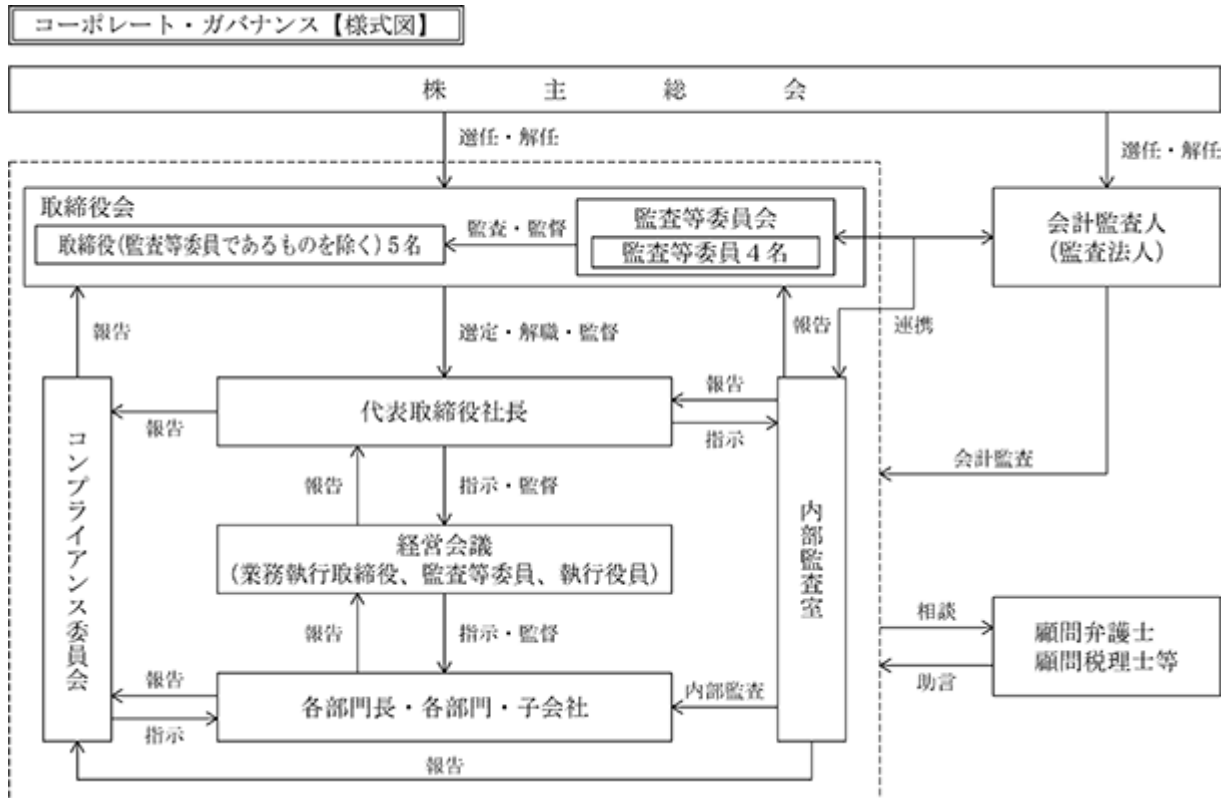 コーポレート・ガバナンス【様式図】
株主総会
選任・解任
選任・解任
取締役会
取締役(監査等委員であるものを除く)5名
監査・監督
監査等委員会
監査等委員4名
会計監査人
(監査法人)
報告
選定・解職・監督
報告
連携
代表取締役社長
報告
報告
指示
コンプライアンス委員会
報告
指示・監督
会計監査
内部監査室
経営会議
(業務執行取締役、監査等委員、執行役員)
報告
指示・監督
相談
顧問弁護士
顧問税理士等
助言
報告
内部監査
各部門長・各部門・子会社
指示
報告